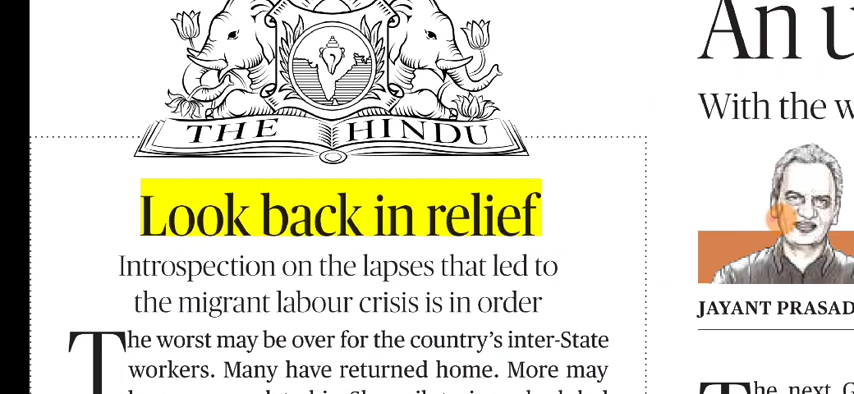 THE HINDU
Look back in relief
Introspection on the lapses that led to
the migrant labour crisis is in order
The worst may be over for the country's inter-State
workers. Many have returned home. More may
An u
With the w
JAYANT PRASAD
The next G